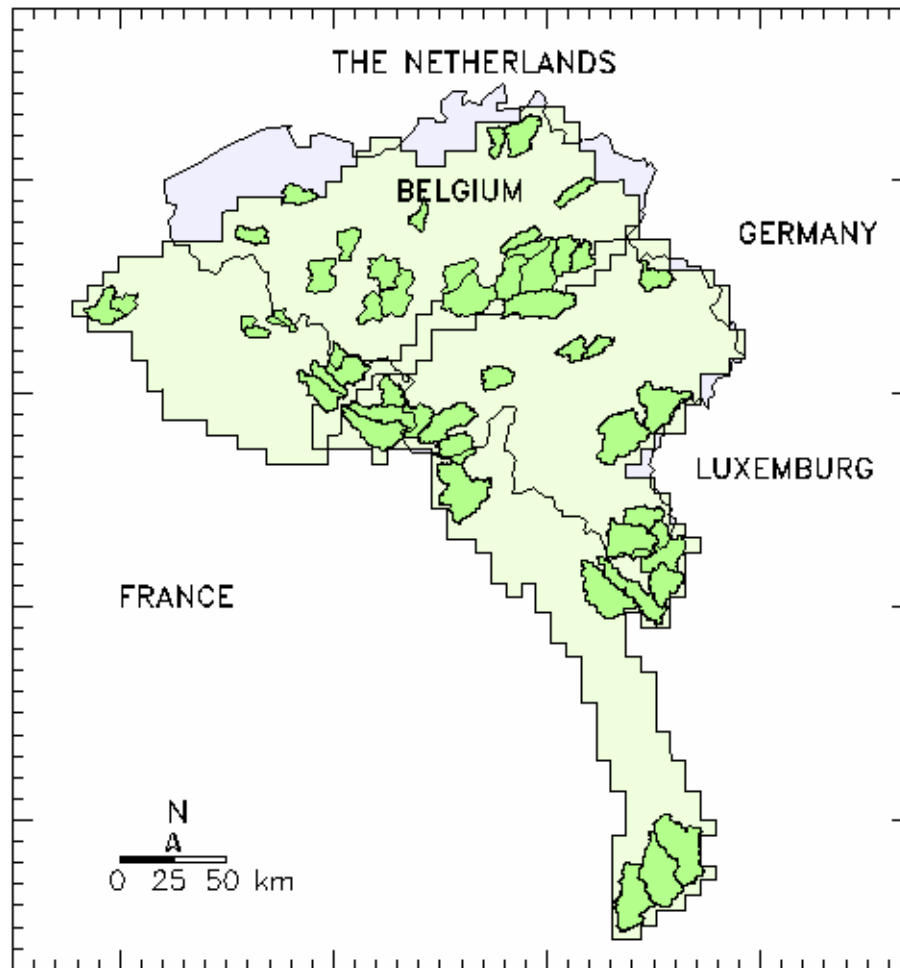 THE NETHERLANDS
BELGIUM
GERMANY
LUXEMBURG
FRANCE
N
0 25 50 km